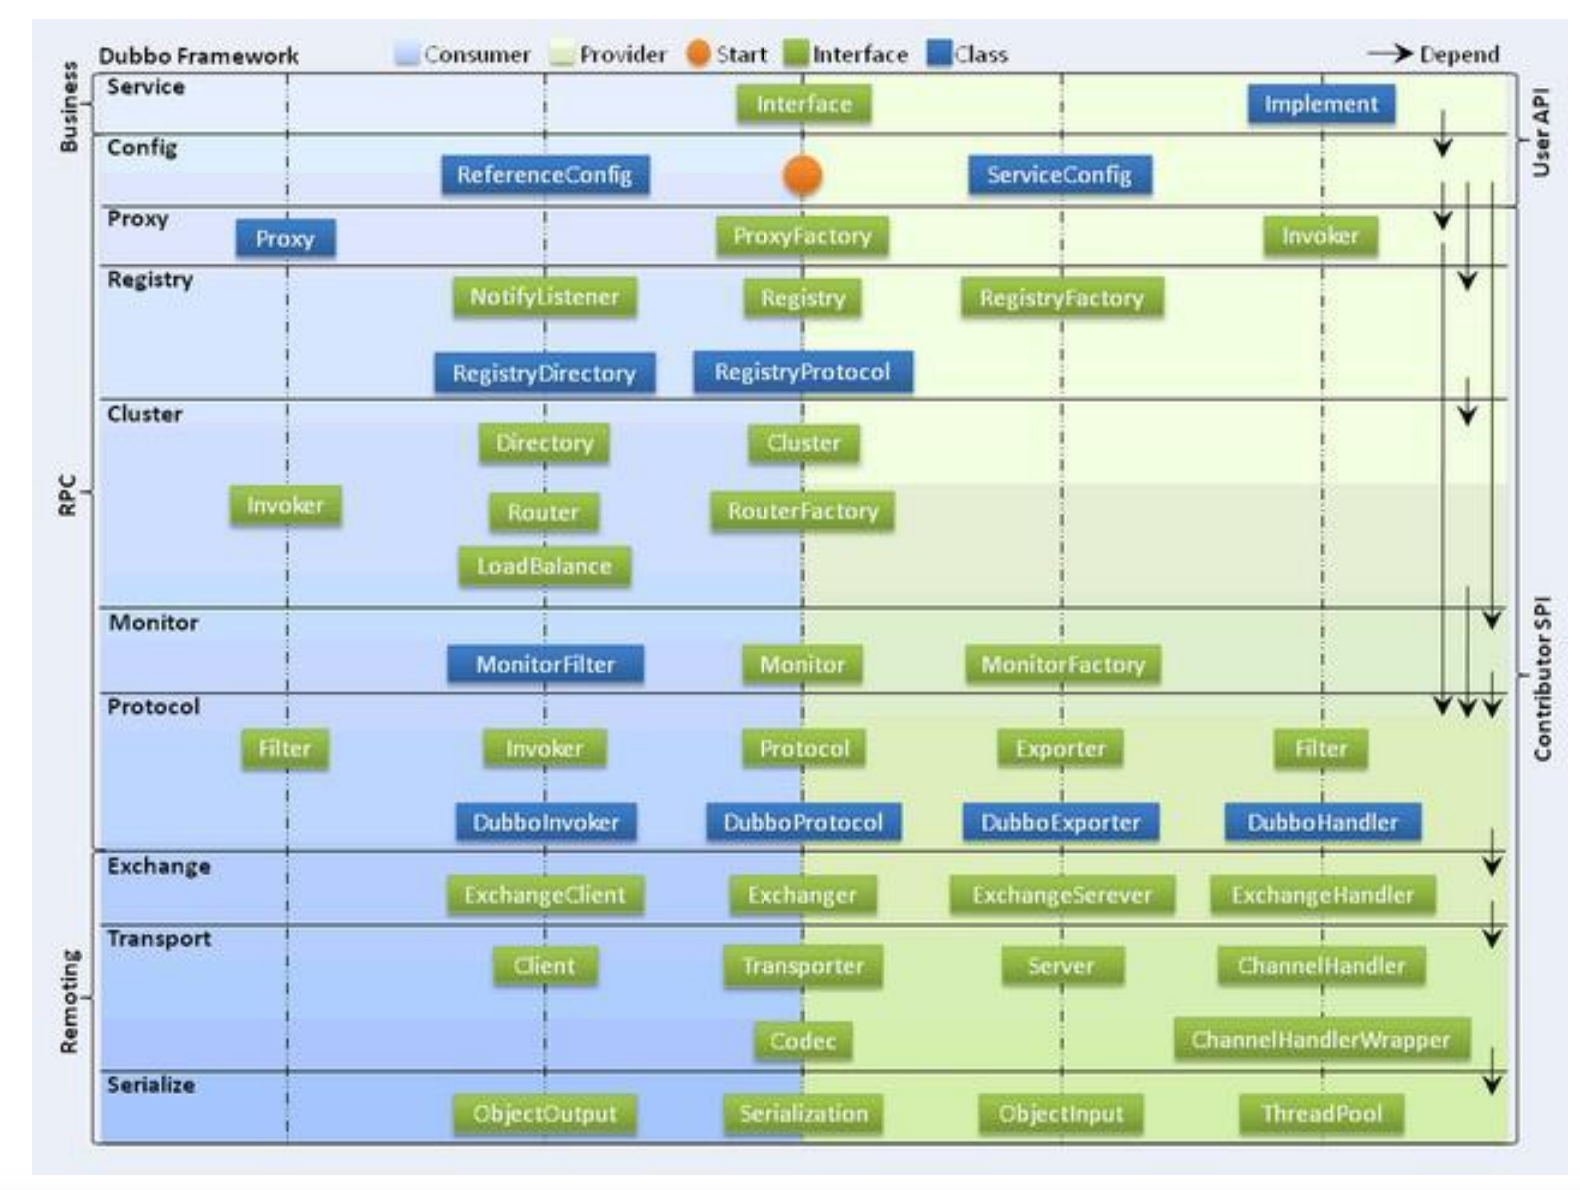 Dubbo Framework
Consumer
Provider
Start
Interface
Class
Depend
Business
User API
Service
Interface
Implement
Config
ReferenceConfig
ServiceConfig
RPC
Contributor SPI
Proxy
Proxy
ProxyFactory
Invoker
Registry
NotifyListener
Registry
RegistryFactory
RegistryDirectory
RegistryProtocol
Cluster
Directory
Cluster
Invoker
Router
RouterFactory
LoadBalance
Monitor
MonitorFilter
Monitor
MonitorFactory
Protocol
Filter
Invoker
Protocol
Exporter
Filter
DubboInvoker
DubboProtocol
DubboExporter
DubboHandler
Remoting
Exchange
ExchangeClient
Exchanger
ExchangeSerever
ExchangeHandler
Transport
Client
Transporter
Server
ChannelHandler
Codec
ChannelHandlerWrapper
Serialize
ObjectOutput
Serialization
ObjectInput
ThreadPool